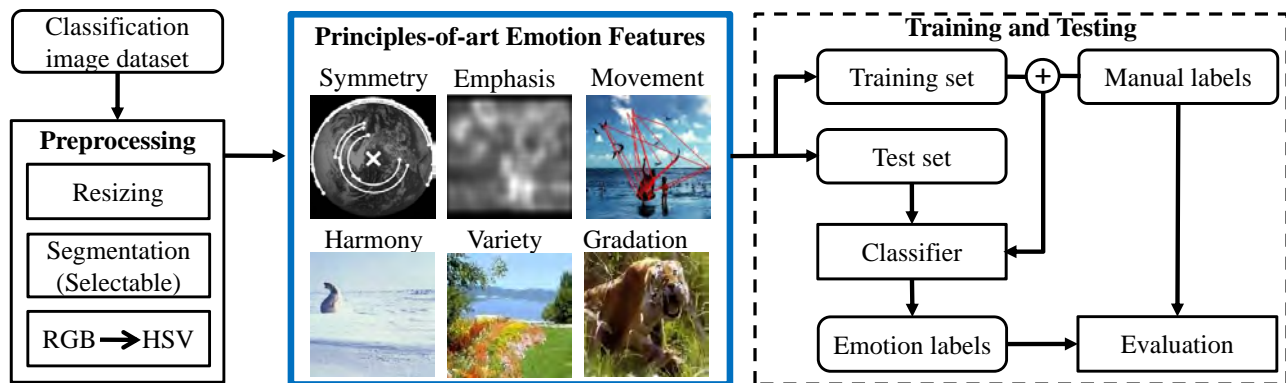 Classification
image dataset
Preprocessing
Resizing
Segmentation
(Selectable)
RGB HSV
Principles-of-art Emotion Features
Symmetry Emphasis Movement
Harmony Variety Gradation
Training and Testing
Training set + Manual labels
Test set
Classifier
Emotion labels Evaluation